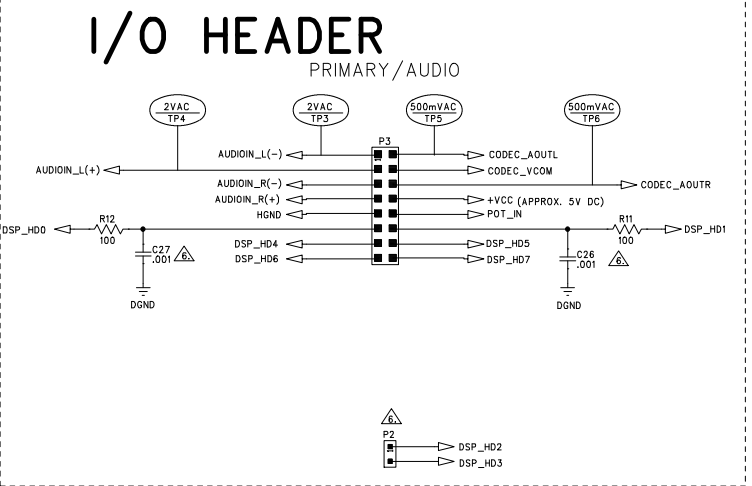 I/O HEADER
PRIMARY/AUDIO
2VAC
TP4
2VAC
TP3
500mVAC
TP5
500mVAC
TP6
P3
1
AUDIOIN_L(-)
CODEC_AOUTL
AUDIOIN_L(+)
CODEC_VCOM
AUDIOIN_R(-)
CODEC_AOUTR
AUDIOIN_R(+)
+VCC (APPROX. 5V DC)
HGND
POT_IN
DSP_HD0
R12
100
R11
100
DSP_HD1
C27
.001
6.
DSP_HD4
DSP_HD5
C26
.001
6.
DSP_HD6
DSP_HD7
DGND
DGND
6.
P2
1
DSP_HD2
DSP_HD3